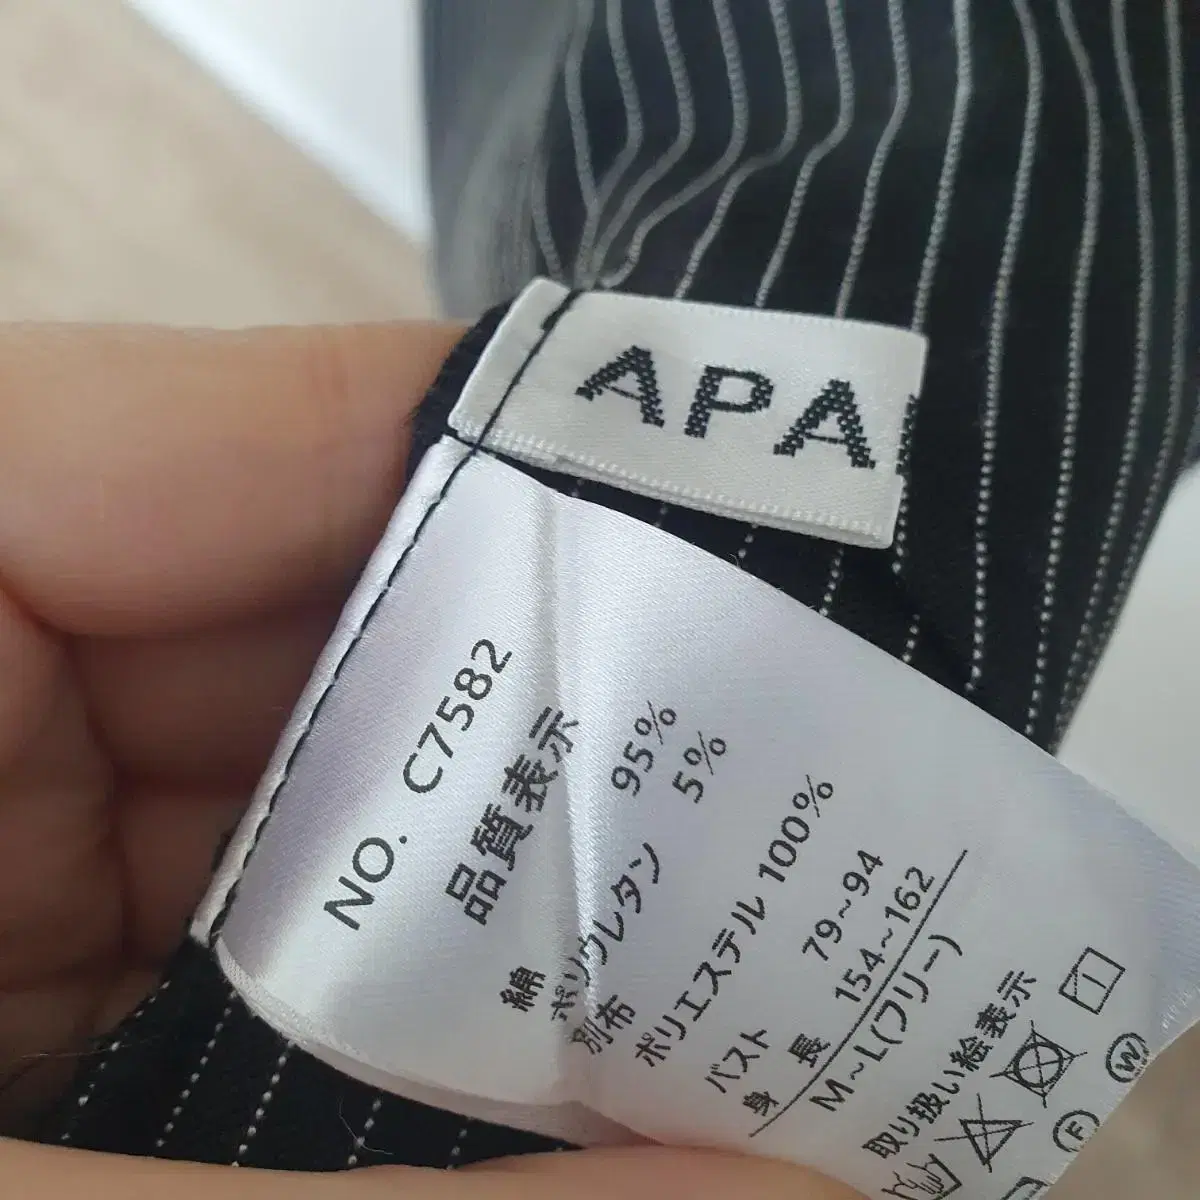 APA
NO. C7582
品質表示
綿 95%
ポリウレタン 5%
別布
ポリエステル 100%
バスト 79~94
身 長 154~162
M~L(フリー)
取り扱い絵表示
W
F